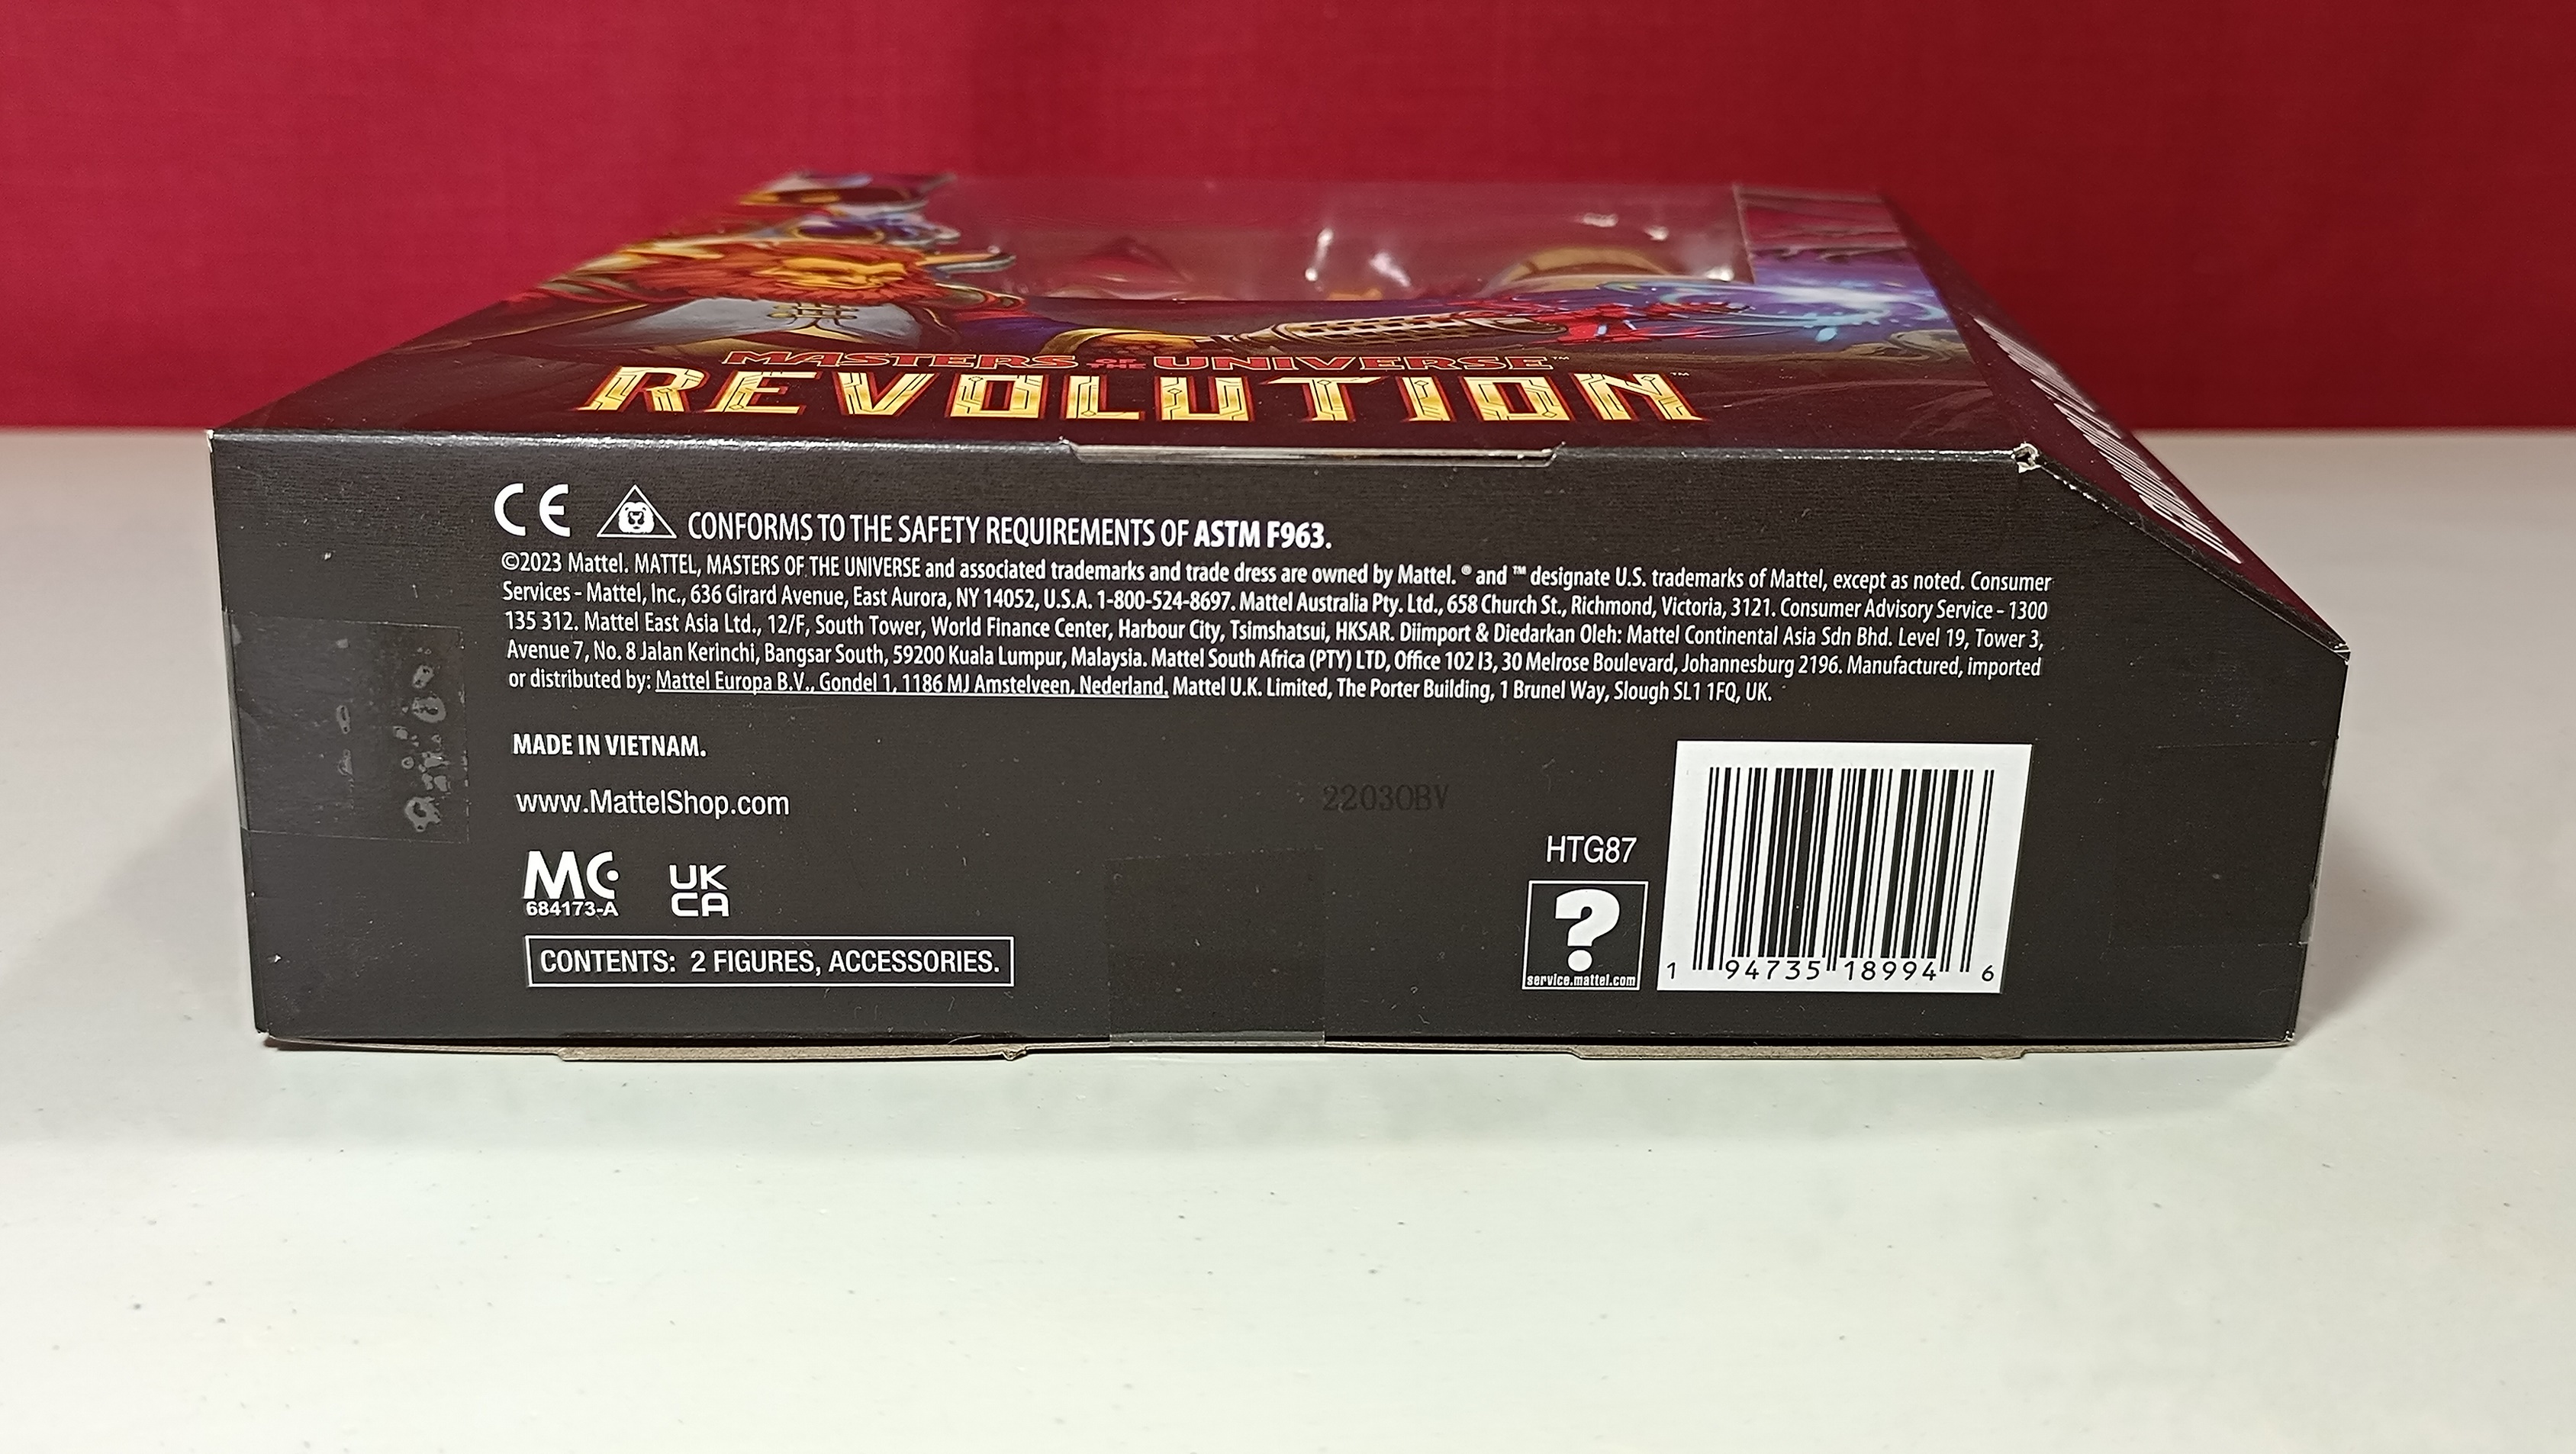 MASTERS OF THE UNIVERSE™
REVOLUTION™
CE CONFORMS TO THE SAFETY REQUIREMENTS OF ASTM F963.
©2023 Mattel. MATTEL, MASTERS OF THE UNIVERSE and associated trademarks and trade dress are owned by Mattel. ® and ™ designate U.S. trademarks of Mattel, except as noted. Consumer
Services - Mattel, Inc., 636 Girard Avenue, East Aurora, NY 14052, U.S.A. 1-800-524-8697. Mattel Australia Pty. Ltd., 658 Church St., Richmond, Victoria, 3121. Consumer Advisory Service - 1300
135 312. Mattel East Asia Ltd., 12/F, South Tower, World Finance Center, Harbour City, Tsimshatsui, HKSAR. Diimport & Diedarkan Oleh: Mattel Continental Asia Sdn Bhd. Level 19, Tower 3,
Avenue 7, No. 8 Jalan Kerinchi, Bangsar South, 59200 Kuala Lumpur, Malaysia. Mattel South Africa (PTY) LTD, Office 102 I3, 30 Melrose Boulevard, Johannesburg 2196. Manufactured, imported
or distributed by: Mattel Europa B.V., Gondel 1, 1186 MJ Amstelveen, Nederland. Mattel U.K. Limited, The Porter Building, 1 Brunel Way, Slough SL1 1FQ, UK.
MADE IN VIETNAM.
www.MattelShop.com
2203OBV
MC
684173-A
UK
CA
CONTENTS: 2 FIGURES, ACCESSORIES.
HTG87
?
service.mattel.com
1 94735 18994 6